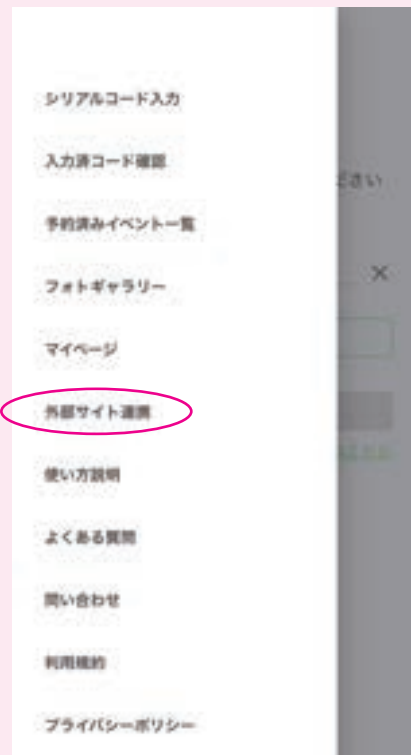 シリアルコード入力
入力済コード確認
予約済みイベント一覧
フォトギャラリー
マイページ
外部サイト連携
使い方説明
よくある質問
問い合わせ
利用規約
プライバシーポリシー
ださい